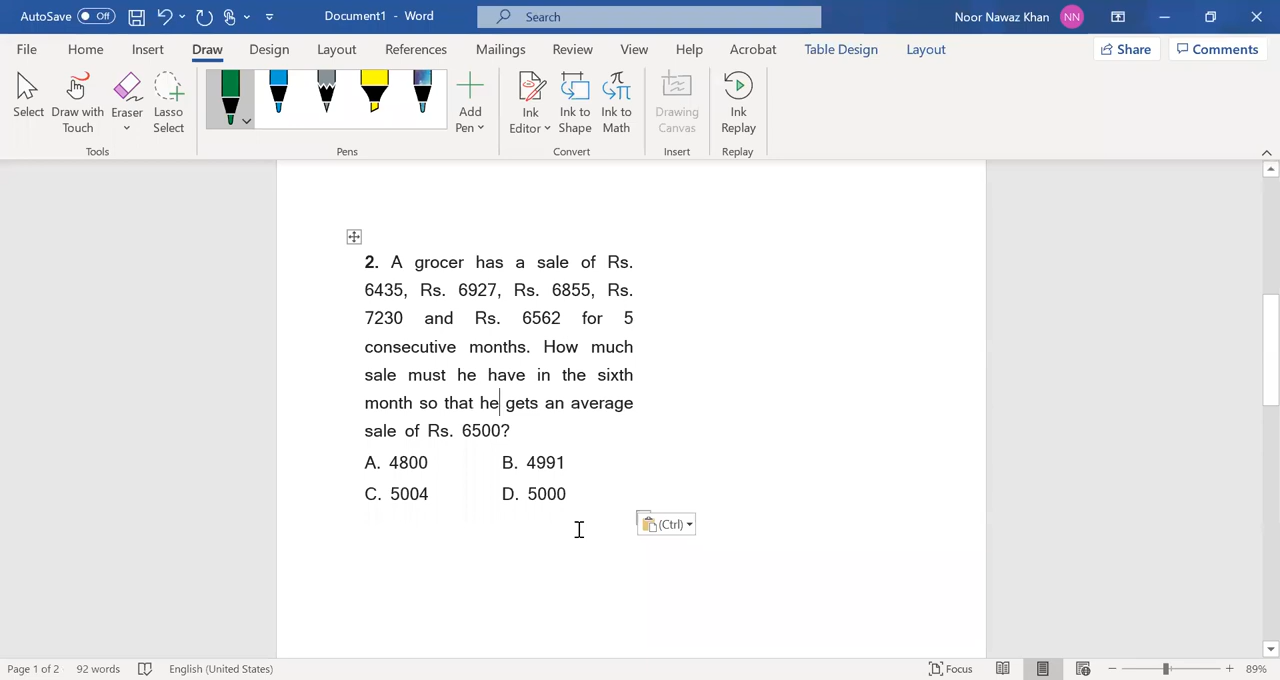 AutoSave Off Document1 - Word Search Noor Nawaz Khan NN
File Home Insert Draw Design Layout References Mailings Review View Help Acrobat Table Design Layout Share Comments
Select Draw with Touch Eraser Lasso Select Add Pen Ink Editor Ink to Shape Ink to Math Drawing Canvas Ink Replay
Tools Pens Convert Insert Replay
2. A grocer has a sale of Rs.
6435, Rs. 6927, Rs. 6855, Rs.
7230 and Rs. 6562 for 5
consecutive months. How much
sale must he have in the sixth
month so that he gets an average
sale of Rs. 6500?
A. 4800 B. 4991
C. 5004 D. 5000
(Ctrl)
Page 1 of 2 92 words English (United States) Focus 89%